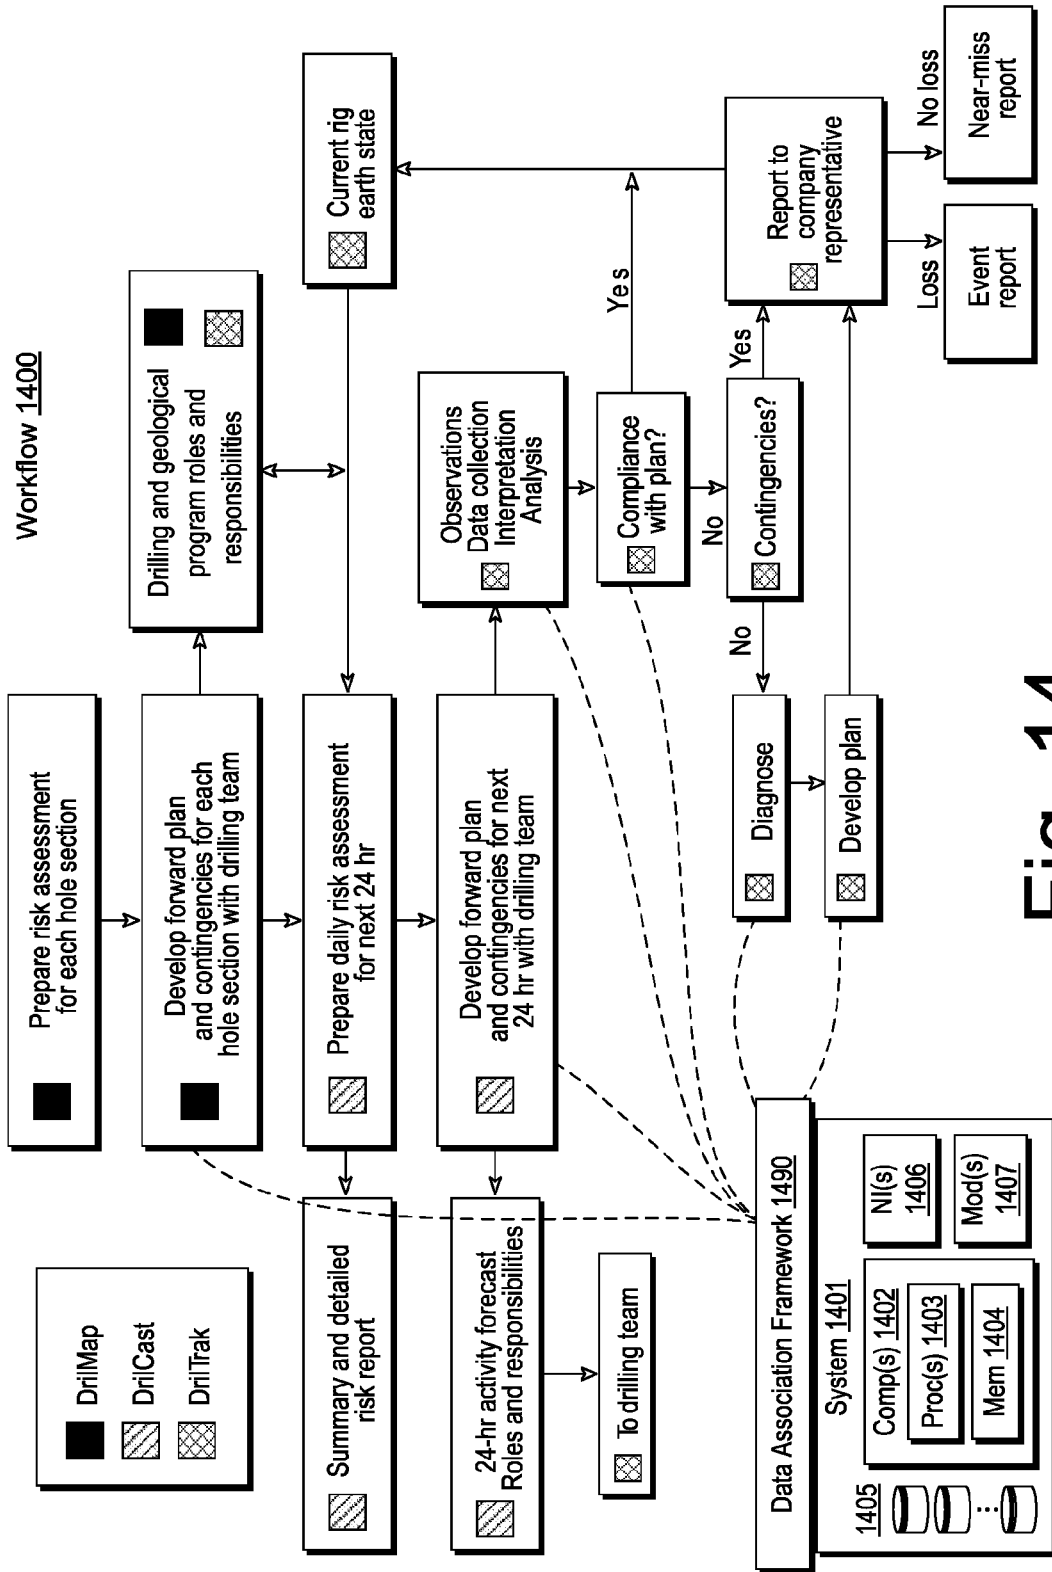 Workflow 1400
DrilMap
DrilCast
DrilTrak
Prepare risk assessment
for each hole section
Develop forward plan
and contingencies for each
hole section with drilling team
Drilling and geological
program roles and
responsibilities
Summary and detailed
risk report
Prepare daily risk assessment
for next 24 hr
Current rig
earth state
24-hr activity forecast
Roles and responsibilities
Develop forward plan
and contingencies for next
24 hr with drilling team
Observations
Data collection
Interpretation
Analysis
To drilling team
Compliance
with plan?
Yes
No
Contingencies?
Yes
No
Report to
company
representative
Diagnose
Develop plan
Loss
No loss
Event
report
Near-miss
report
Data Association Framework 1490
System 1401
1405
Comp(s) 1402
Proc(s) 1403
Mem 1404
NI(s)
1406
Mod(s)
1407
Fig. 14